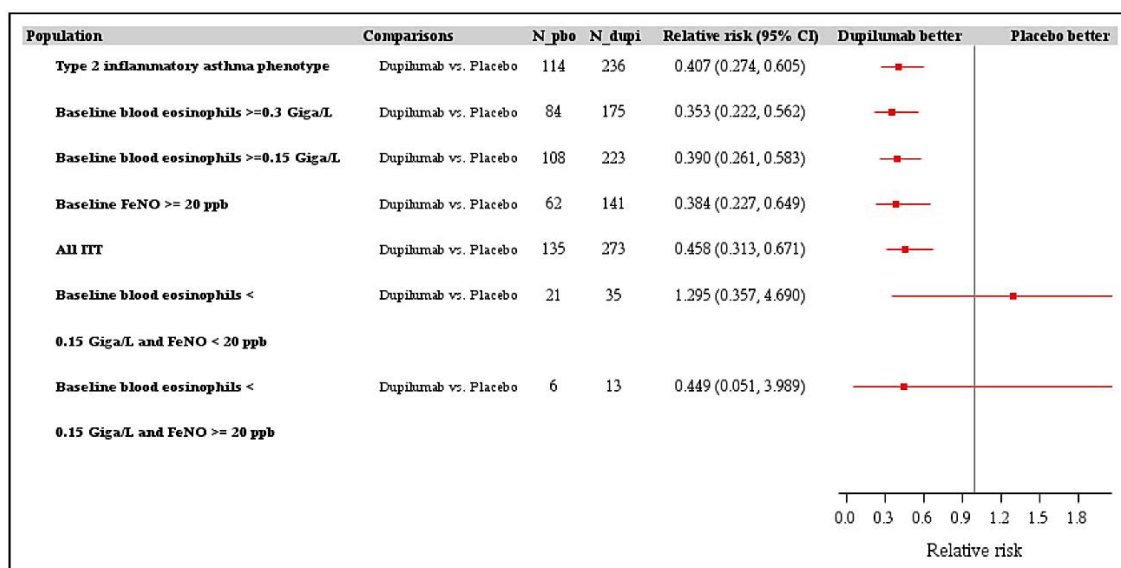 Population Comparisons N_pbo N_dupi Relative risk (95% CI) Dupilumab better Placebo better
Type 2 inflammatory asthma phenotype Dupilumab vs. Placebo 114 236 0.407 (0.274, 0.605)
Baseline blood eosinophils >=0.3 Giga/L Dupilumab vs. Placebo 84 175 0.353 (0.222, 0.562)
Baseline blood eosinophils >=0.15 Giga/L Dupilumab vs. Placebo 108 223 0.390 (0.261, 0.583)
Baseline FeNO >= 20 ppb Dupilumab vs. Placebo 62 141 0.384 (0.227, 0.649)
All ITT Dupilumab vs. Placebo 135 273 0.458 (0.313, 0.671)
Baseline blood eosinophils < Dupilumab vs. Placebo 21 35 1.295 (0.357, 4.690)
0.15 Giga/L and FeNO < 20 ppb
Baseline blood eosinophils < Dupilumab vs. Placebo 6 13 0.449 (0.051, 3.989)
0.15 Giga/L and FeNO >= 20 ppb
0.0 0.3 0.6 0.9 1.2 1.5 1.8
Relative risk